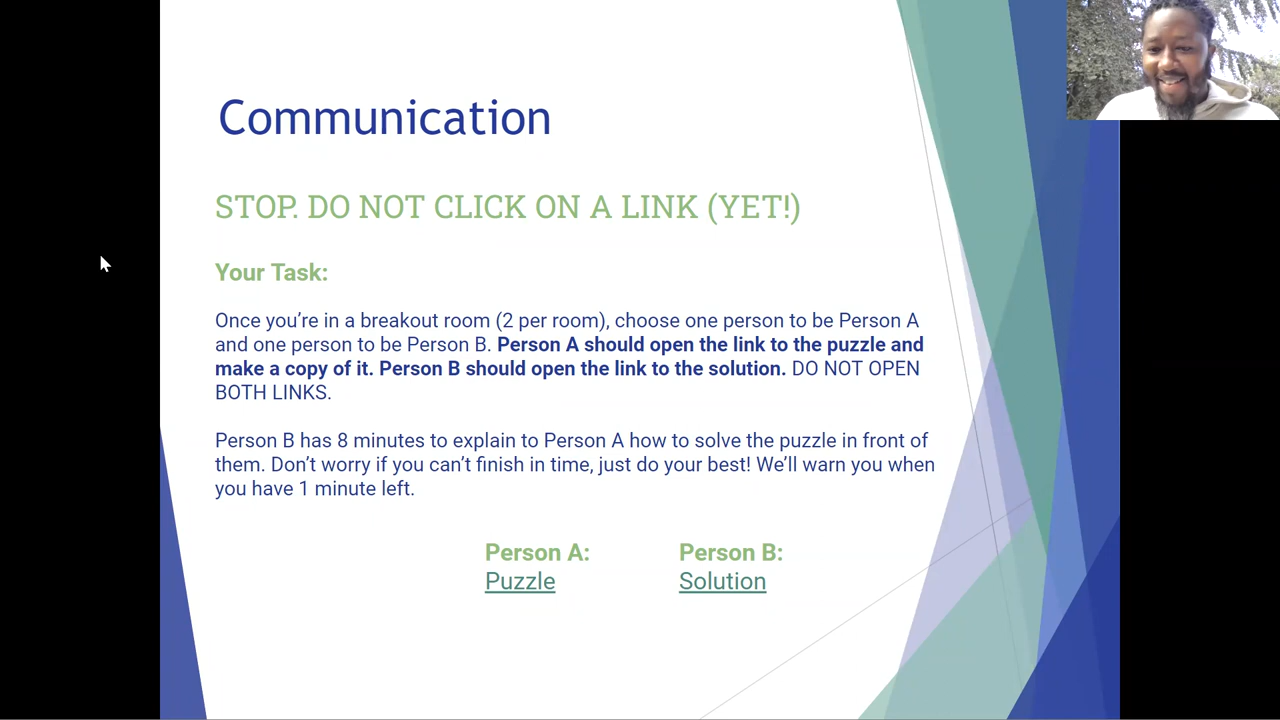 Communication
STOP. DO NOT CLICK ON A LINK (YET!)
Your Task:
Once you’re in a breakout room (2 per room), choose one person to be Person A
and one person to be Person B. Person A should open the link to the puzzle and
make a copy of it. Person B should open the link to the solution. DO NOT OPEN
BOTH LINKS.
Person B has 8 minutes to explain to Person A how to solve the puzzle in front of
them. Don’t worry if you can’t finish in time, just do your best! We’ll warn you when
you have 1 minute left.
Person A: Person B:
Puzzle Solution